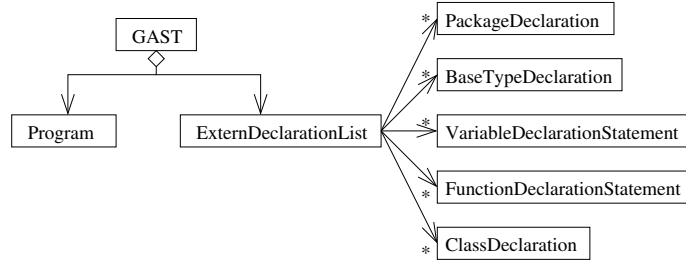 GAST
Program
ExternDeclarationList
* PackageDeclaration
* BaseTypeDeclaration
* VariableDeclarationStatement
* FunctionDeclarationStatement
* ClassDeclaration